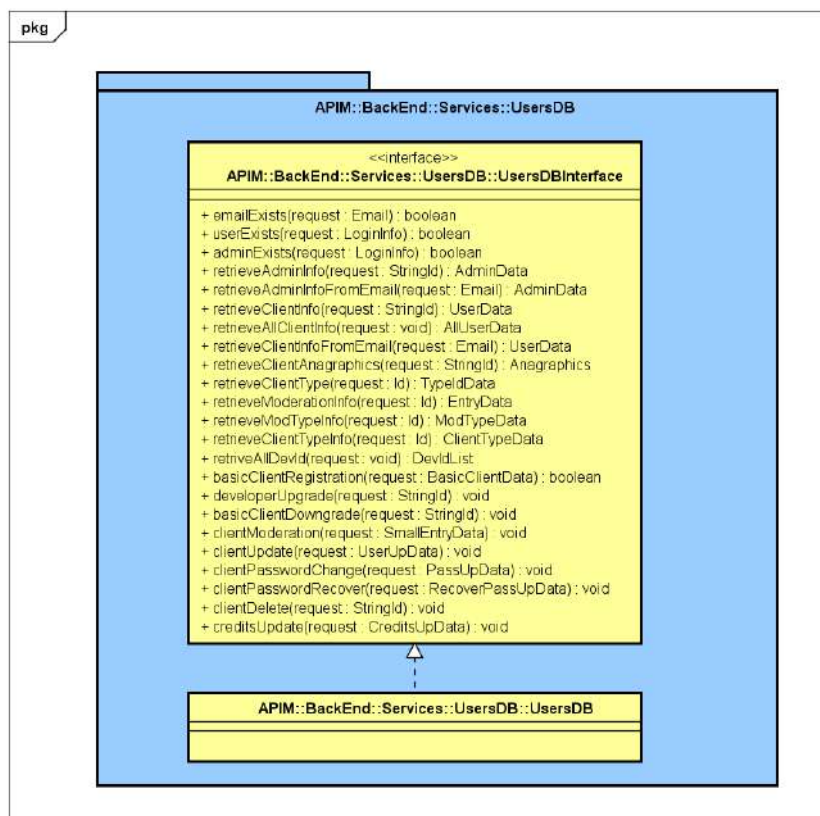 pkg
APIM::BackEnd::Services::UsersDB
<<interface>>
APIM::BackEnd::Services::UsersDB::UsersDBInterface
+ emailExists(request : Email) : boolean
+ userExists(request : LoginInfo) : boolean
+ adminExists(request : LoginInfo) : boolean
+ retrieveAdminInfo(request : StringId) : AdminData
+ retrieveAdminInfoFromEmail(request : Email) : AdminData
+ retrieveClientInfo(request : StringId) : UserData
+ retrieveAllClientInfo(request : void) : AllUserData
+ retrieveClientInfoFromEmail(request : Email) : UserData
+ retrieveClientAnagraphics(request : StringId) : Anagraphics
+ retrieveClientType(request : Id) : TypeIdData
+ retrieveModerationInfo(request : Id) : EntryData
+ retrieveModTypeInfo(request : Id) : ModTypeData
+ retrieveClientTypeInfo(request : Id) : ClientTypeData
+ retriveAllDevId(request : void) : DevIdList
+ basicClientRegistration(request : BasicClientData) : boolean
+ developerUpgrade(request : StringId) : void
+ basicClientDowngrade(request : StringId) : void
+ clientModeration(request : SmallEntryData) : void
+ clientUpdate(request : UserUpData) : void
+ clientPasswordChange(request : PassUpData) : void
+ clientPasswordRecover(request : RecoverPassUpData) : void
+ clientDelete(request : StringId) : void
+ creditsUpdate(request : CreditsUpData) : void
APIM::BackEnd::Services::UsersDB::UsersDB